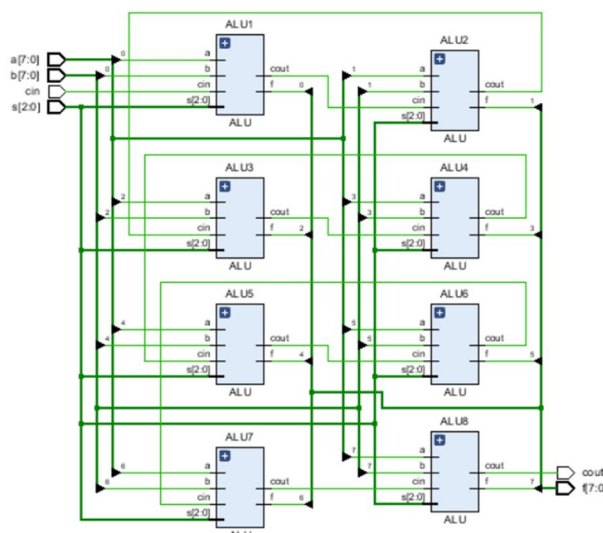 ALU1
ALU2
a[7:0]
b[7:0]
cin
s[2:0]
0
0
a
b
cin
s[2:0]
cout
f
0
ALU
1
1
a
b
cin
s[2:0]
cout
f
1
ALU
ALU3
ALU4
2
2
a
b
cin
s[2:0]
cout
f
2
ALU
3
3
a
b
cin
s[2:0]
cout
f
3
ALU
ALU5
ALU6
4
4
a
b
cin
s[2:0]
cout
f
4
ALU
5
5
a
b
cin
s[2:0]
cout
f
5
ALU
ALU7
ALU8
6
6
a
b
cin
s[2:0]
cout
f
6
7
7
a
b
cin
s[2:0]
cout
f
7
ALU
cout
f[7:0